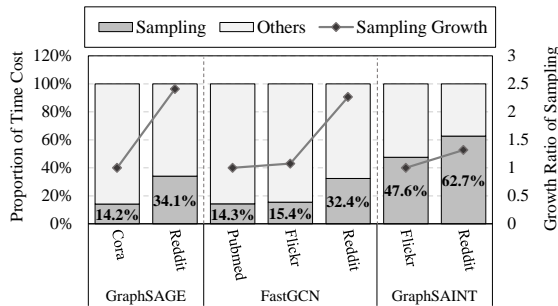 Sampling Others Sampling Growth
Proportion of Time Cost
120%
100%
80%
60%
40%
20%
0%
14.2%
34.1%
14.3%
15.4%
32.4%
47.6%
62.7%
3
2.5
2
1.5
1
0.5
0
Growth Ratio of Sampling
Cora
Reddit
Pubmed
Flickr
Reddit
Flickr
Reddit
GraphSAGE FastGCN GraphSAINT